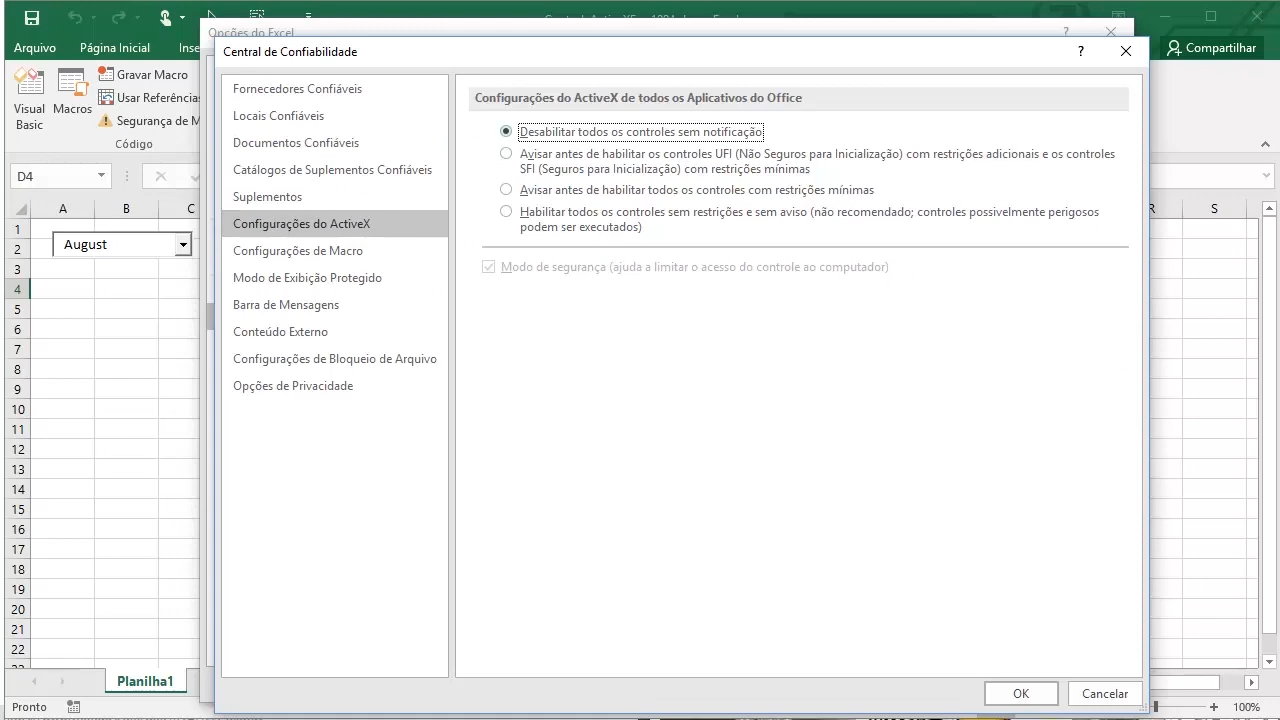 Opções do Excel
?
Arquivo
Página Inicial
Inse
Compartilhar
Visual
Basic
Macros
Gravar Macro
Usar Referência
Segurança de M
Código
D4
A B C
R S
1
2
3
4
5
6
7
8
9
10
11
12
13
14
15
16
17
18
19
20
21
22
August
Central de Confiabilidade
?
Fornecedores Confiáveis
Locais Confiáveis
Documentos Confiáveis
Catálogos de Suplementos Confiáveis
Suplementos
Configurações do ActiveX
Configurações de Macro
Modo de Exibição Protegido
Barra de Mensagens
Conteúdo Externo
Configurações de Bloqueio de Arquivo
Opções de Privacidade
Configurações do ActiveX de todos os Aplicativos do Office
Desabilitar todos os controles sem notificação
Avisar antes de habilitar os controles UFI (Não Seguros para Inicialização) com restrições adicionais e os controles
SFI (Seguros para Inicialização) com restrições mínimas
Avisar antes de habilitar todos os controles com restrições mínimas
Habilitar todos os controles sem restrições e sem aviso (não recomendado; controles possivelmente perigosos
podem ser executados)
Modo de segurança (ajuda a limitar o acesso do controle ao computador)
OK
Cancelar
Planilha1
Pronto
100%